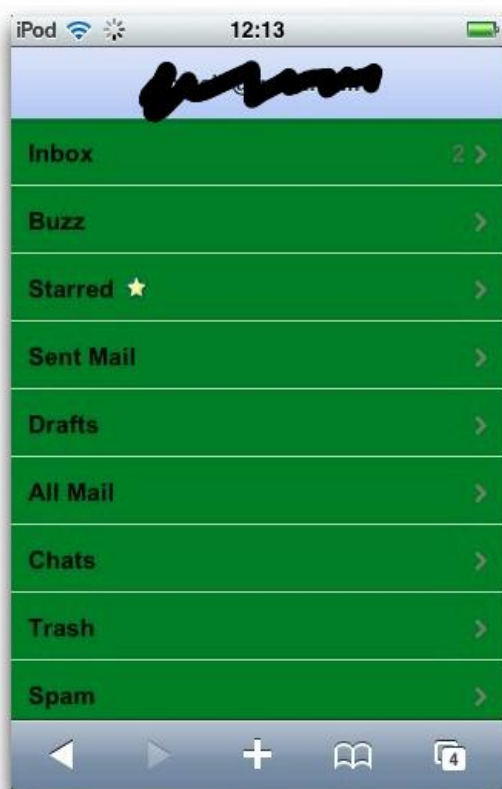 iPod 12:13
Inbox 2
Buzz
Starred
Sent Mail
Drafts
All Mail
Chats
Trash
Spam
4